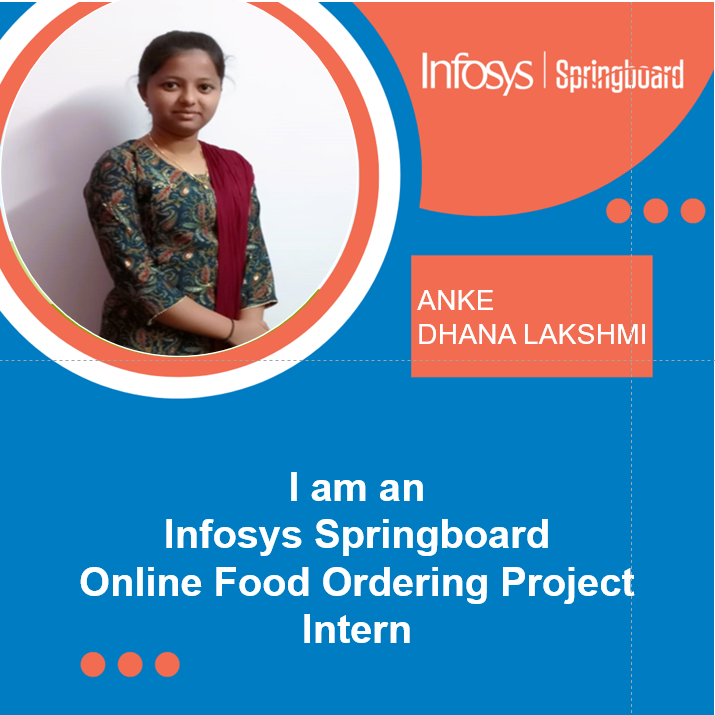 Infosys | Springboard
ANKE
DHANA LAKSHMI
I am an
Infosys Springboard
Online Food Ordering Project
Intern